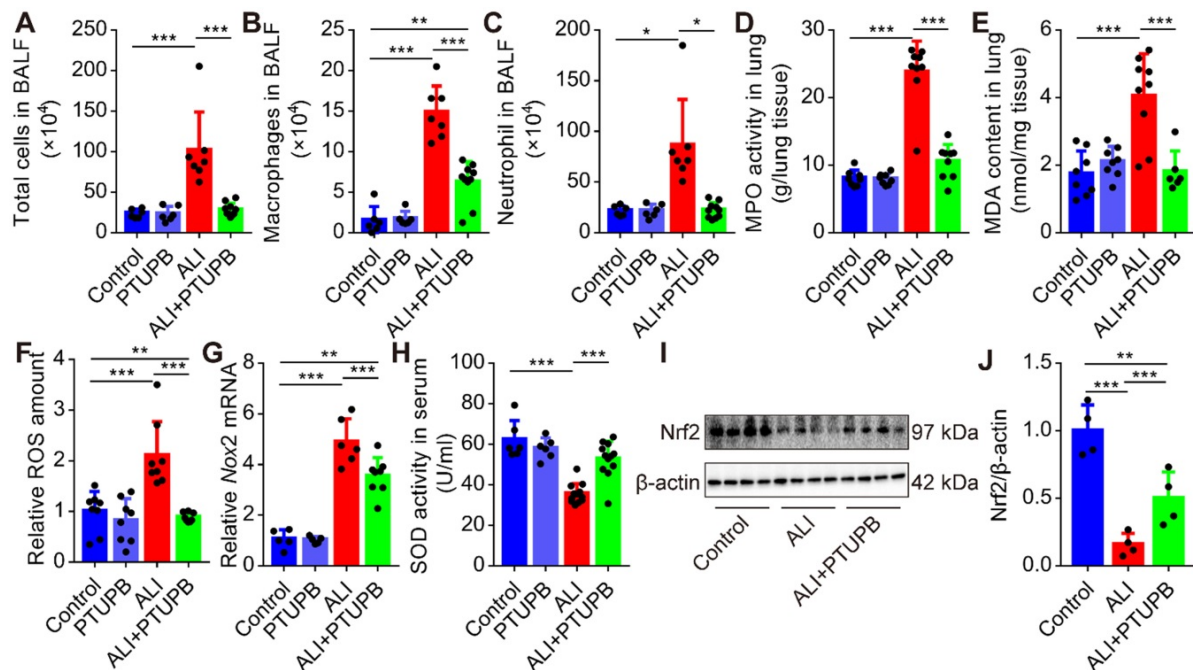 A
Total cells in BALF
(×10⁴)
250
200
150
100
50
0
***
***
Control
PTUPB
ALI
ALI+PTUPB
B
Macrophages in BALF
(×10⁴)
25
20
15
10
5
0
**
***
***
Control
PTUPB
ALI
ALI+PTUPB
C
Neutrophil in BALF
(×10⁴)
200
150
100
50
0
*
*
Control
PTUPB
ALI
ALI+PTUPB
D
MPO activity in lung
(g/lung tissue)
30
20
10
0
***
***
Control
PTUPB
ALI
ALI+PTUPB
E
MDA content in lung
(nmol/mg tissue)
6
4
2
0
***
***
Control
PTUPB
ALI
ALI+PTUPB
F
Relative ROS amount
4
3
2
1
0
**
***
***
Control
PTUPB
ALI
ALI+PTUPB
G
Relative Nox2 mRNA
8
6
4
2
0
**
***
***
Control
PTUPB
ALI
ALI+PTUPB
H
SOD activity in serum
(U/ml)
100
80
60
40
20
0
***
***
Control
PTUPB
ALI
ALI+PTUPB
I
Nrf2
97 kDa
β-actin
42 kDa
Control
ALI
ALI+PTUPB
J
Nrf2/β-actin
1.5
1.0
0.5
0.0
**
***
***
Control
ALI
ALI+PTUPB